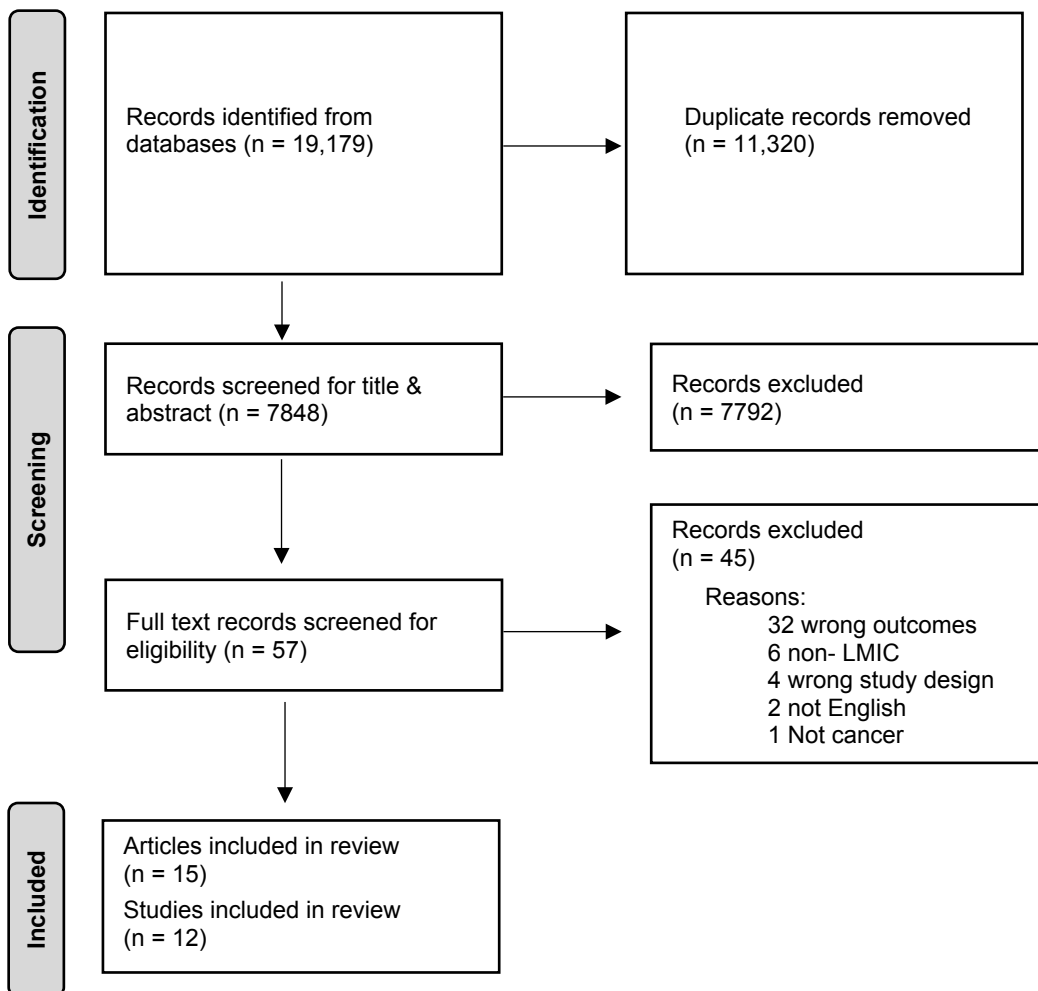 Identification
Records identified from
databases (n = 19,179)
Duplicate records removed
(n = 11,320)
Screening
Records screened for title &
abstract (n = 7848)
Records excluded
(n = 7792)
Full text records screened for
eligibility (n = 57)
Records excluded
(n = 45)
Reasons:
32 wrong outcomes
6 non- LMIC
4 wrong study design
2 not English
1 Not cancer
Included
Articles included in review
(n = 15)
Studies included in review
(n = 12)